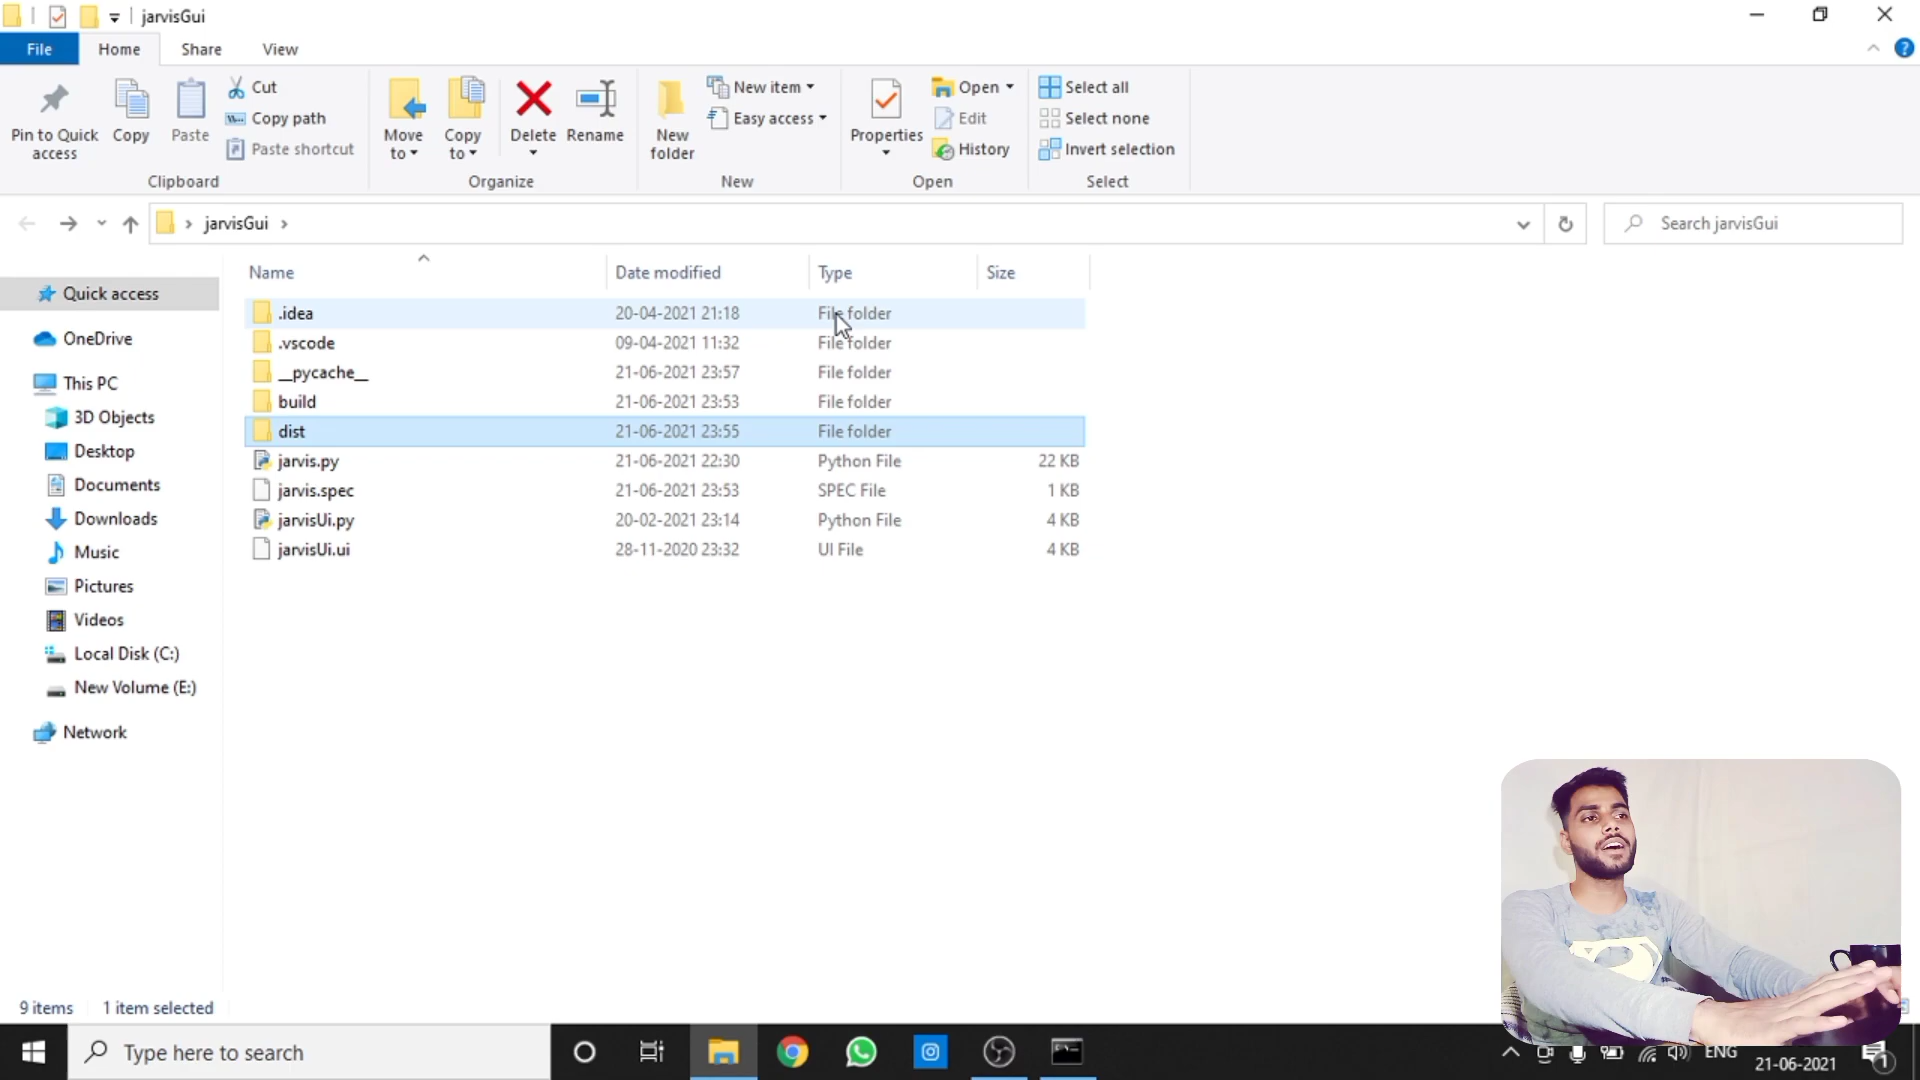 jarvisGui
File Home Share View
Pin to Quick access
Copy
Paste
Cut
Copy path
Paste shortcut
Clipboard
Move to
Copy to
Delete
Rename
Organize
New folder
New item
Easy access
New
Properties
Open
Edit
History
Open
Select all
Select none
Invert selection
Select
jarvisGui
Search jarvisGui
Quick access
OneDrive
This PC
3D Objects
Desktop
Documents
Downloads
Music
Pictures
Videos
Local Disk (C:)
New Volume (E:)
Network
Name Date modified Type Size
.idea 20-04-2021 21:18 File folder
.vscode 09-04-2021 11:32 File folder
__pycache__ 21-06-2021 23:57 File folder
build 21-06-2021 23:53 File folder
dist 21-06-2021 23:55 File folder
jarvis.py 21-06-2021 22:30 Python File 22 KB
jarvis.spec 21-06-2021 23:53 SPEC File 1 KB
jarvisUi.py 20-02-2021 23:14 Python File 4 KB
jarvisUi.ui 28-11-2020 23:32 UI File 4 KB
9 items 1 item selected
Type here to search
ENG
21-06-2021
1